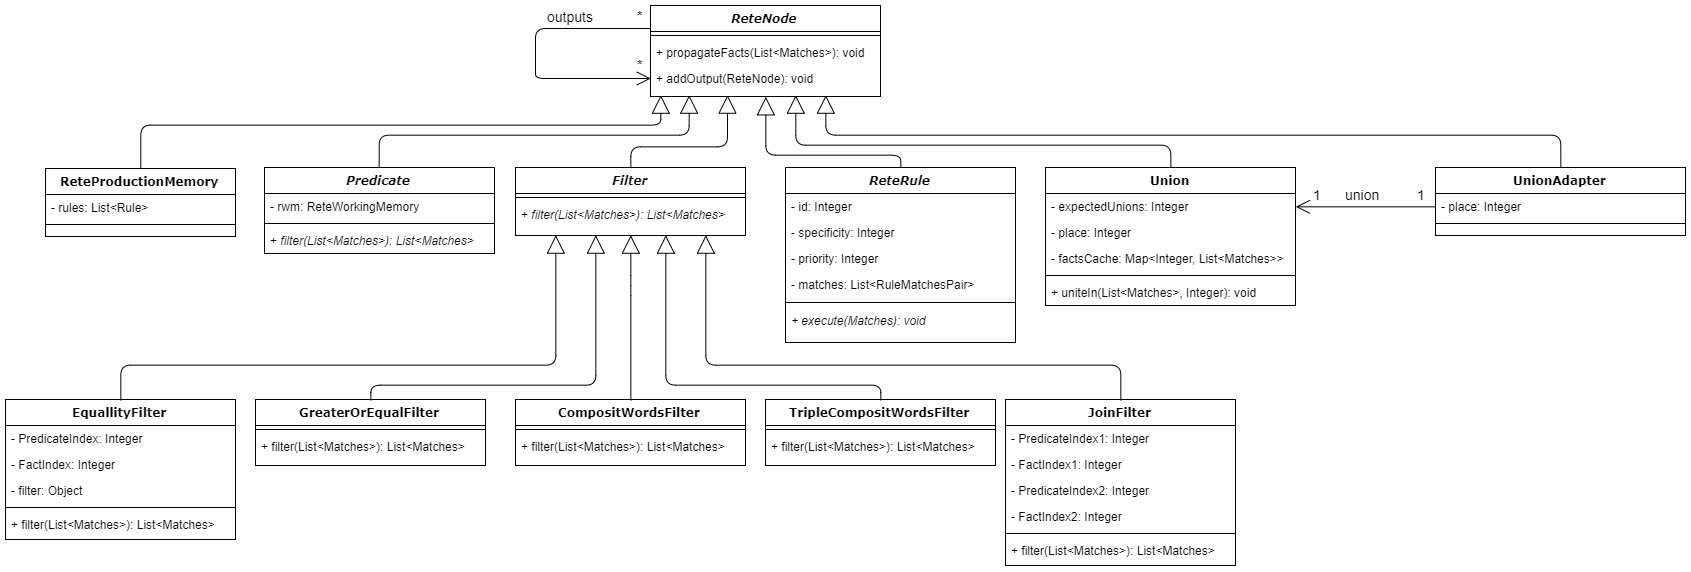 outputs
*
*
ReteNode
+ propagateFacts(List<Matches>): void
+ addOutput(ReteNode): void
ReteProductionMemory
- rules: List<Rule>
Predicate
- rwm: ReteWorkingMemory
+ filter(List<Matches>): List<Matches>
Filter
+ filter(List<Matches>): List<Matches>
ReteRule
- id: Integer
- specificity: Integer
- priority: Integer
- matches: List<RuleMatchesPair>
+ execute(Matches): void
Union
- expectedUnions: Integer
- place: Integer
- factsCache: Map<Integer, List<Matches>>
+ uniteIn(List<Matches>, Integer): void
1 union 1
UnionAdapter
- place: Integer
EquallityFilter
- PredicateIndex: Integer
- FactIndex: Integer
- filter: Object
+ filter(List<Matches>): List<Matches>
GreaterOrEqualFilter
+ filter(List<Matches>): List<Matches>
CompositWordsFilter
+ filter(List<Matches>): List<Matches>
TripleCompositWordsFilter
+ filter(List<Matches>): List<Matches>
JoinFilter
- PredicateIndex1: Integer
- FactIndex1: Integer
- PredicateIndex2: Integer
- FactIndex2: Integer
+ filter(List<Matches>): List<Matches>